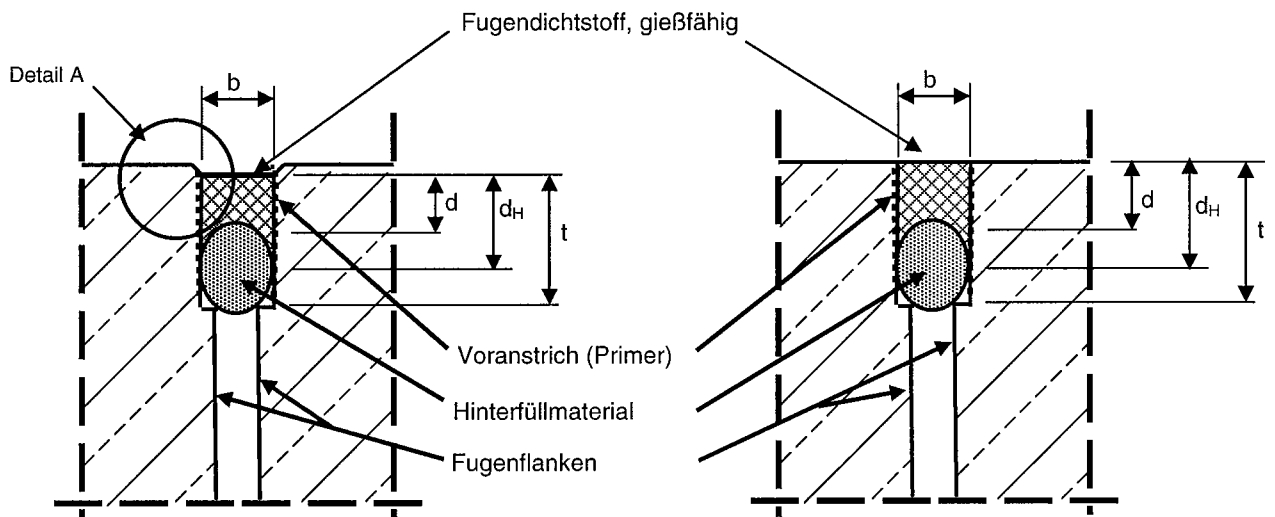 Fugendichtstoff, gießfähig
Detail A
b
b
d
dH
t
d
dH
t
Voranstrich (Primer)
Hinterfüllmaterial
Fugenflanken